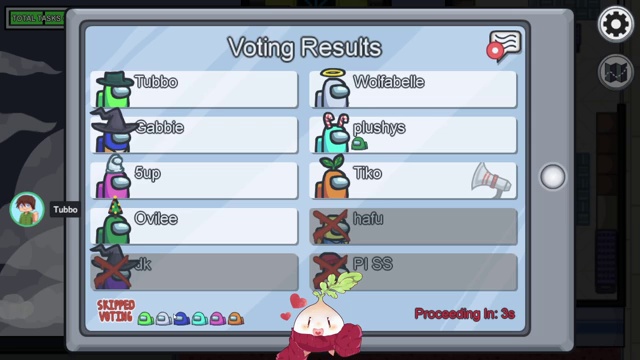 TOTAL TASKS
Voting Results
Tubbo
Wolfabelle
Gabbie
plushys
5up
Tiko
Tubbo
Ovilee
hafu
dk
PI SS
SKIPPED
VOTING
Proceeding In: 3s